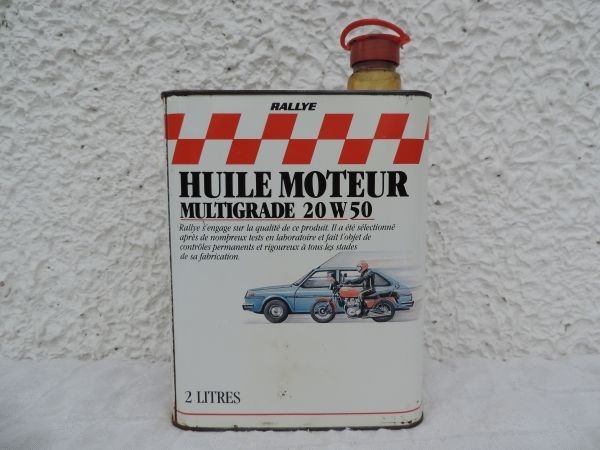 RALLYE
HUILE MOTEUR
MULTIGRADE 20 W 50
Rallye s'engage sur la qualité de ce produit. Il a été sélectionné
après de nombreux tests en laboratoire et fait l'objet de
contrôles permanents et rigoureux à tous les stades
de sa fabrication.
2 LITRES